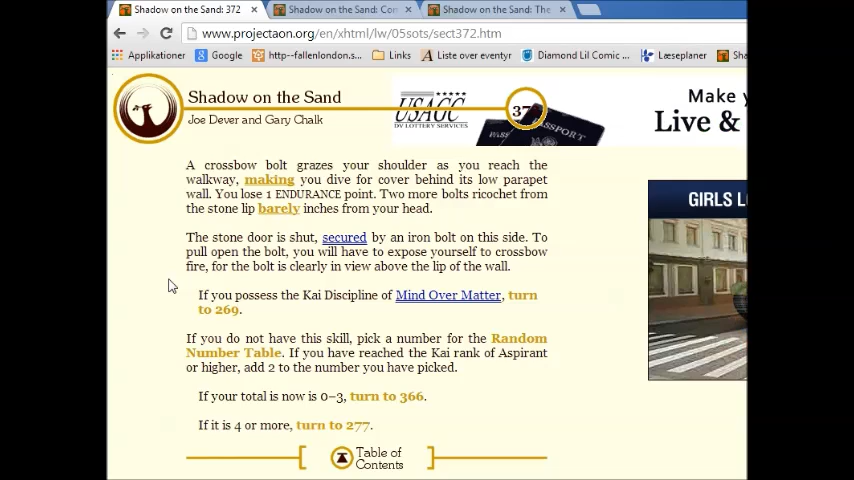 Shadow on the Sand: 372
Shadow on the Sand: Con
Shadow on the Sand: The
www.projectaon.org/en/xhtml/lw/05sots/sect372.htm
Applikationer
Google
http--fallenlondon.s
Links
Liste over eventyr
Diamond Lil Comic ...
Læseplaner
Sha
Shadow on the Sand
Joe Dever and Gary Chalk
USAGC
DV LOTTERY SERVICES
PASSPORT
37
Make y
Live &
A crossbow bolt grazes your shoulder as you reach the
walkway, making you dive for cover behind its low parapet
wall. You lose 1 ENDURANCE point. Two more bolts ricochet from
the stone lip barely inches from your head.
The stone door is shut, secured by an iron bolt on this side. To
pull open the bolt, you will have to expose yourself to crossbow
fire, for the bolt is clearly in view above the lip of the wall.
GIRLS L
If you possess the Kai Discipline of Mind Over Matter, turn
to 269.
If you do not have this skill, pick a number for the Random
Number Table. If you have reached the Kai rank of Aspirant
or higher, add 2 to the number you have picked.
If your total is now is 0–3, turn to 366.
If it is 4 or more, turn to 277.
Table of
Contents